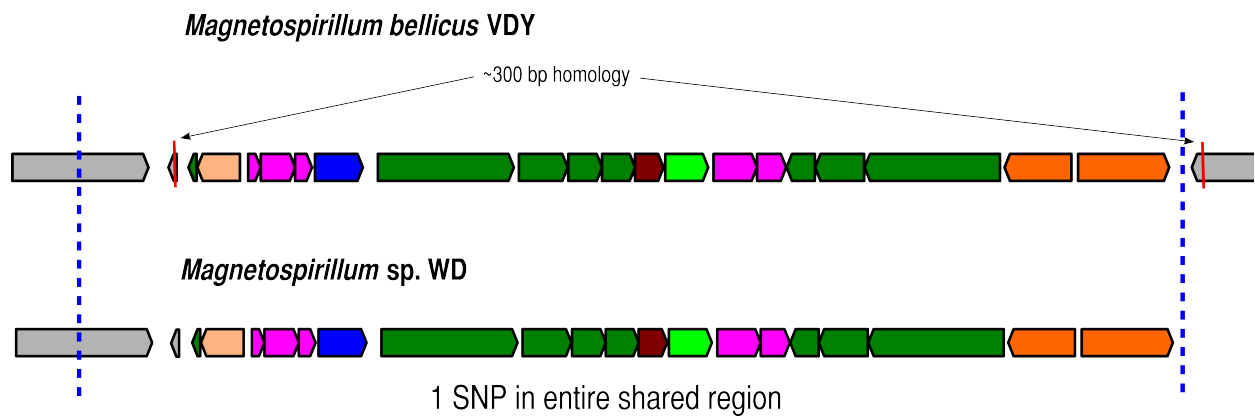 Magnetospirillum bellicus VDY
~300 bp homology
Magnetospirillum sp. WD
1 SNP in entire shared region